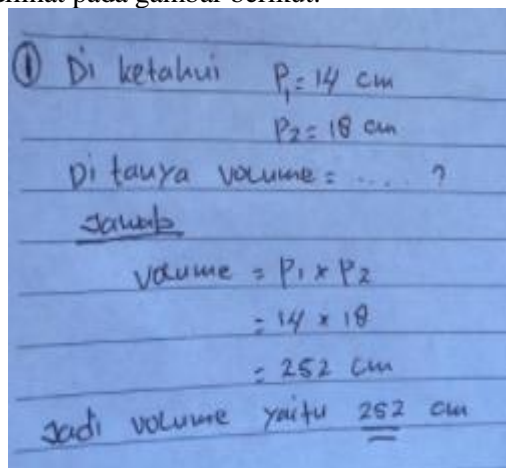 ① Di ketahui P1 = 14 cm
P2 = 18 cm
Di tanya volume = .... ?
Jawab
volume = P1 x P2
= 14 x 18
= 252 cm
Jadi volume yaitu 252 cm